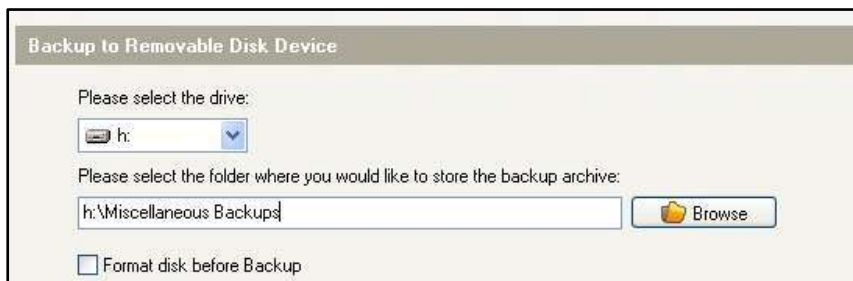 Backup to Removable Disk Device
Please select the drive:
h:
Please select the folder where you would like to store the backup archive:
h:\Miscellaneous Backups
Browse
Format disk before Backup